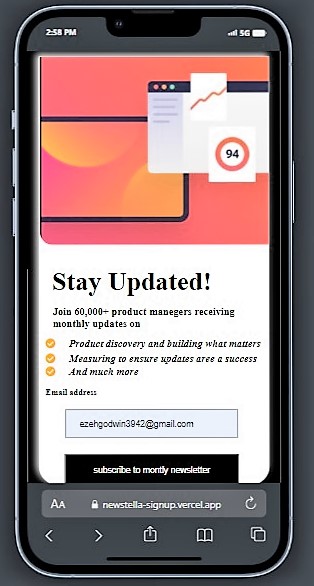 2:58 PM 5G
94
Stay Updated!
Join 60,000+ product manegers receiving
monthly updates on
Product discovery and building what matters
Measuring to ensure updates aree a success
And much more
Email address
ezehgodwin3942@gmail.com
subscribe to montly newsletter
AA newstella-signup.vercel.app